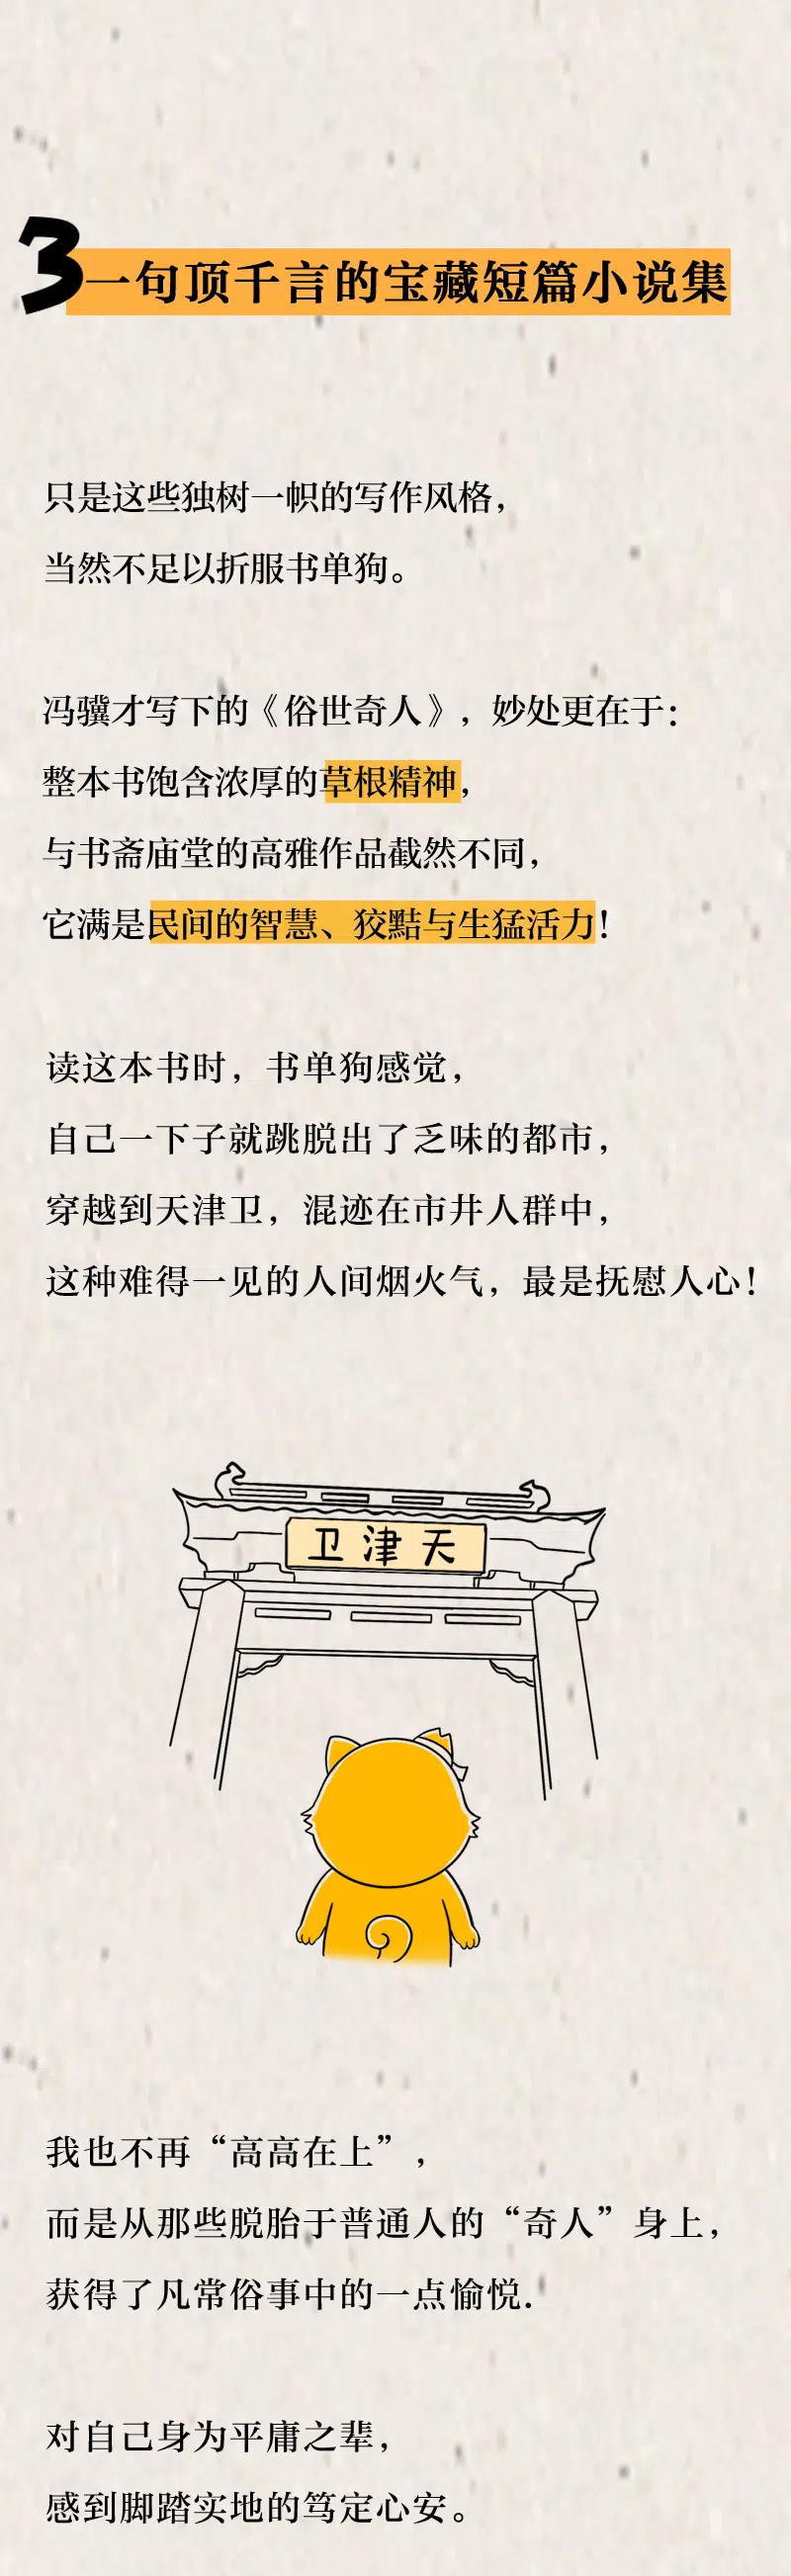 3
一句顶千言的宝藏短篇小说集
只是这些独树一帜的写作风格，
当然不足以折服书单狗。
冯骥才写下的《俗世奇人》，妙处更在于：
整本书饱含浓厚的草根精神，
与书斋庙堂的高雅作品截然不同，
它满是民间的智慧、狡黠与生猛活力！
读这本书时，书单狗感觉，
自己一下子就跳脱出了乏味的都市，
穿越到天津卫，混迹在市井人群中，
这种难得一见的人间烟火气，最是抚慰人心！
卫津天
我也不再“高高在上”，
而是从那些脱胎于普通人的“奇人”身上，
获得了凡常俗事中的一点愉悦.
对自己身为平庸之辈，
感到脚踏实地的笃定心安。